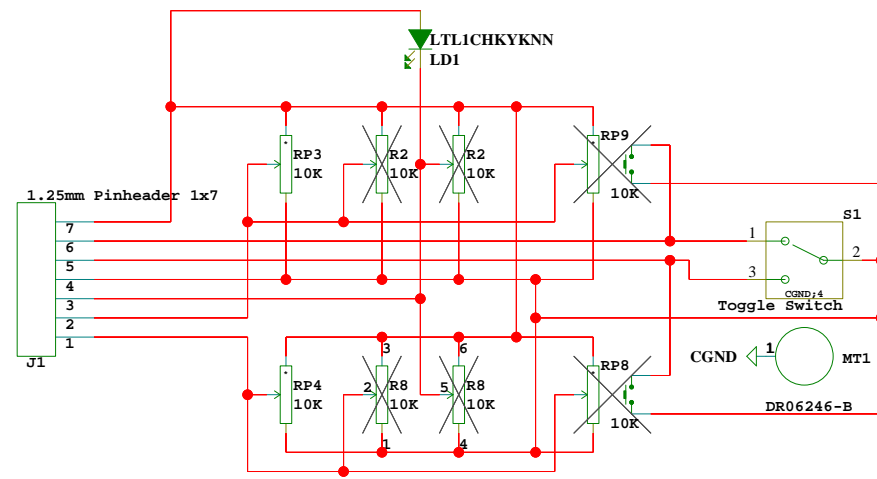 LTL1CHKYKNN
LD1
RP3
10K
R2
10K
R2
10K
RP9
10K
1.25mm Pinheader 1x7
7
6
5
4
3
2
1
J1
S1
1
2
3
CGND;4
Toggle Switch
CGND
1
MT1
DR06246-B
RP4
10K
3
2
R8
10K
1
6
5
R8
10K
4
RP8
10K